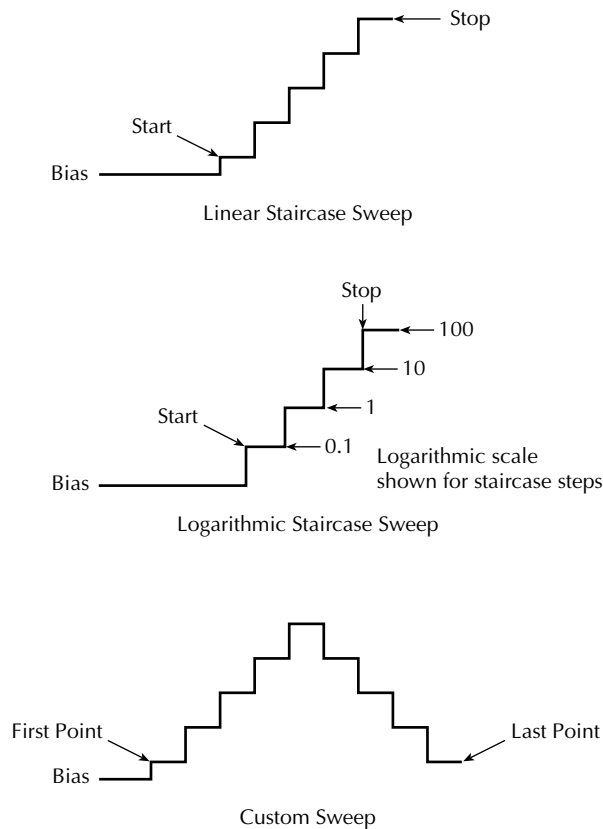 Stop
Start
Bias
Linear Staircase Sweep
Stop
100
10
1
Start
0.1
Logarithmic scale
shown for staircase steps
Bias
Logarithmic Staircase Sweep
First Point
Last Point
Bias
Custom Sweep